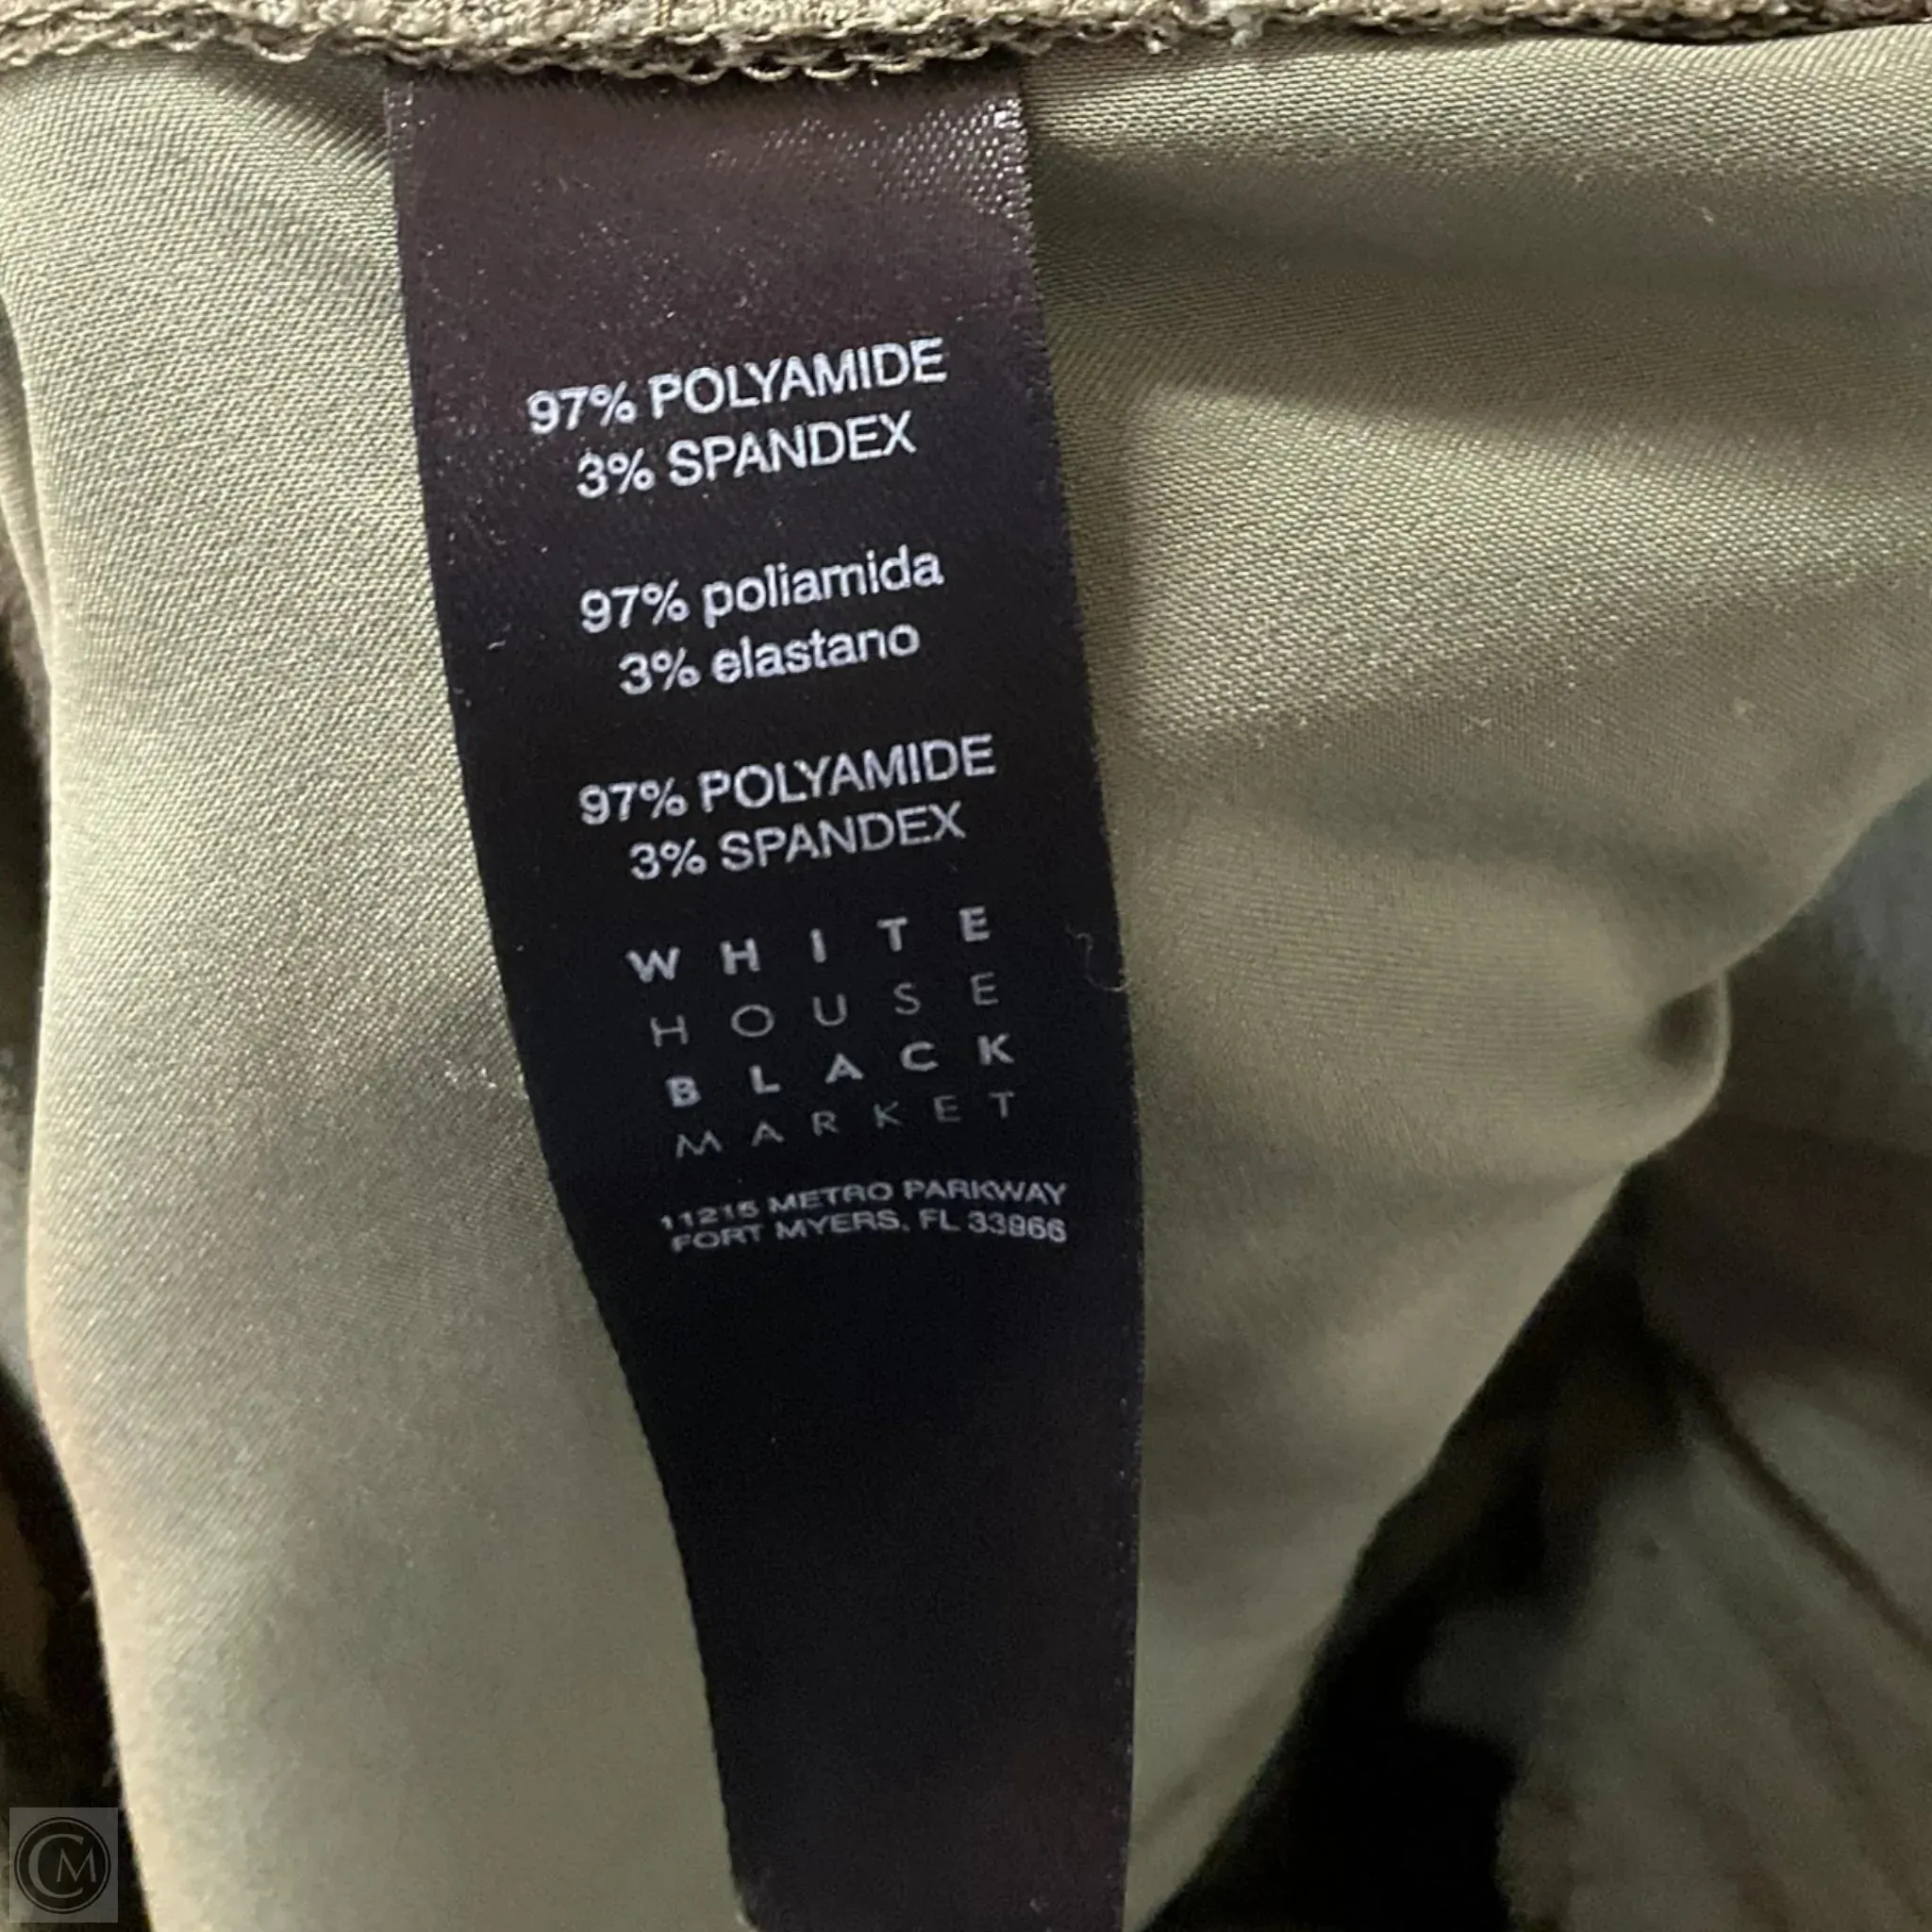 97% POLYAMIDE
3% SPANDEX
97% poliamida
3% elastano
97% POLYAMIDE
3% SPANDEX
WHITE
HOUSE
BLACK
MARKET
11215 METRO PARKWAY
FORT MYERS, FL 33966
CM